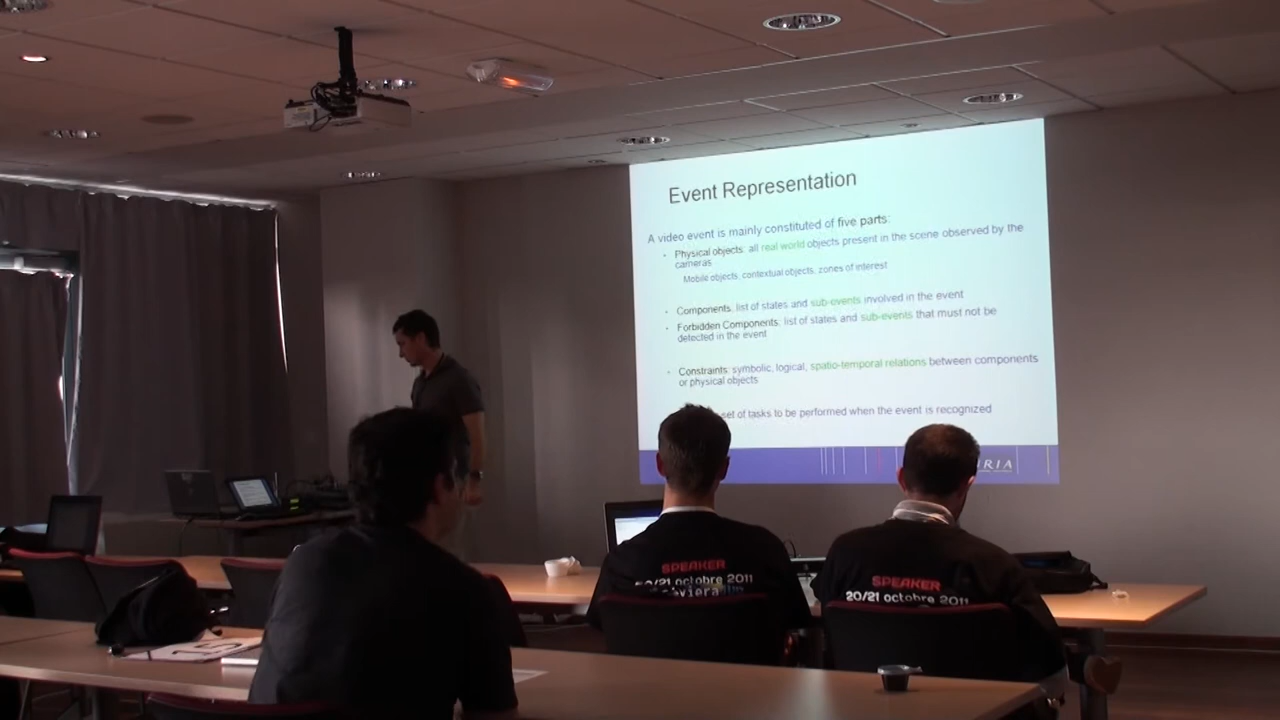 Event Representation
A video event is mainly constituted of five parts:
Physical objects: all real world objects present in the scene observed by the
cameras
Mobile objects, contextual objects, zones of interest
Components: list of states and sub-events involved in the event
Forbidden Components: list of states and sub-events that must not be
detected in the event
Constraints: symbolic, logical, spatio-temporal relations between components
or physical objects
set of tasks to be performed when the event is recognized
RIA
SPEAKER
20/21 octobre 2011
SPEAKER
20/21 octobre 2011